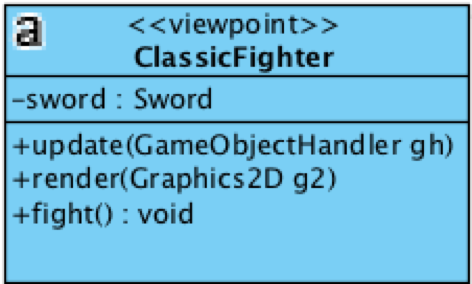 a
<<viewpoint>>
ClassicFighter
-sword : Sword
+update(GameObjectHandler gh)
+render(Graphics2D g2)
+fight() : void